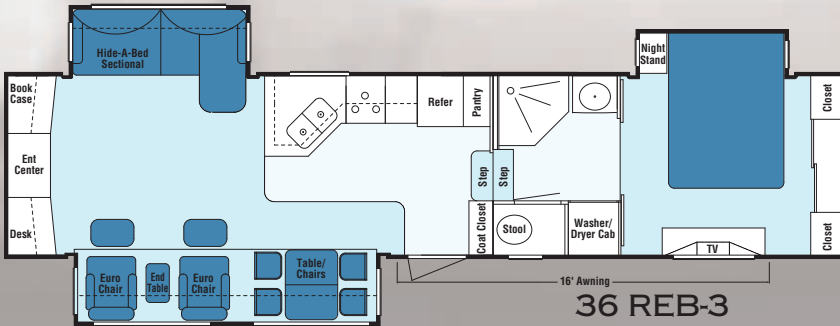 Hide-A-Bed
Sectional
Night
Stand
Book
Case
Closet
Refer
Pantry
Ent
Center
Step
Step
Desk
Coat Closet
Stool
Washer/
Dryer Cab
TV
Closet
Euro
Chair
End
Table
Euro
Chair
Table/
Chairs
16' Awning
36 REB-3